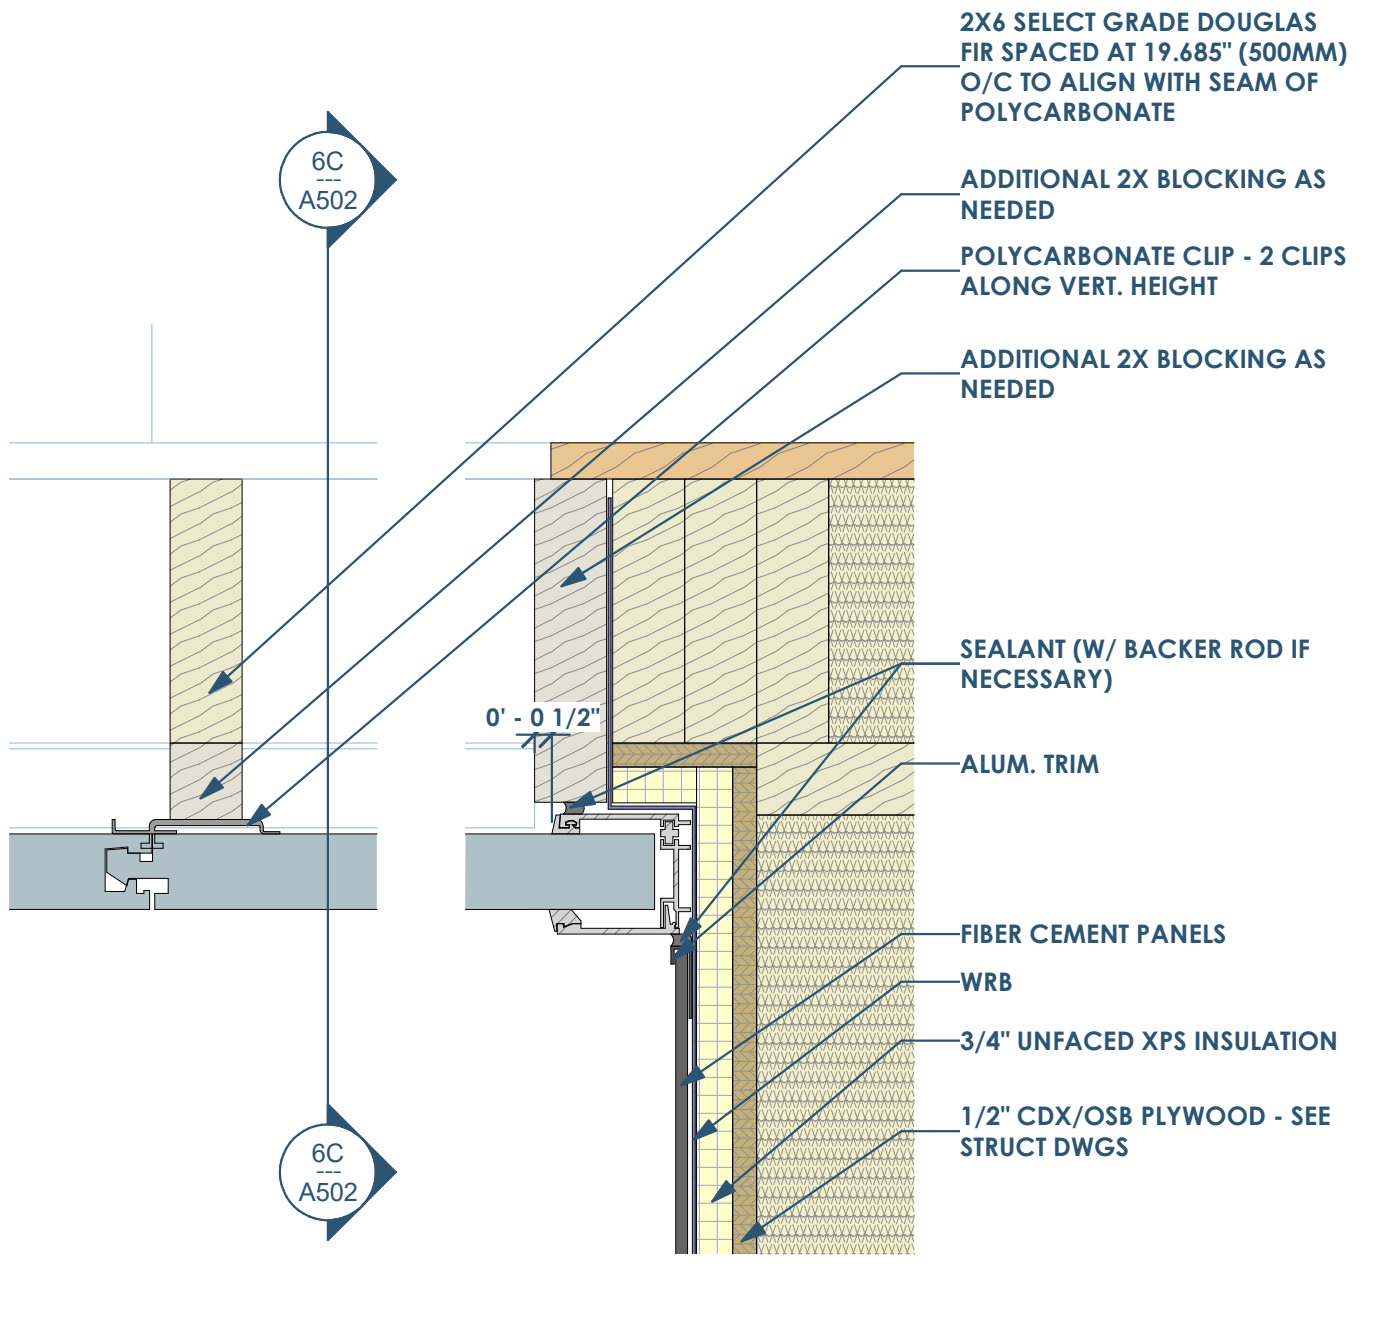 2X6 SELECT GRADE DOUGLAS
FIR SPACED AT 19.685" (500MM)
O/C TO ALIGN WITH SEAM OF
POLYCARBONATE
6C
---
A502
ADDITIONAL 2X BLOCKING AS
NEEDED
POLYCARBONATE CLIP - 2 CLIPS
ALONG VERT. HEIGHT
ADDITIONAL 2X BLOCKING AS
NEEDED
SEALANT (W/ BACKER ROD IF
NECESSARY)
0' - 0 1/2"
ALUM. TRIM
FIBER CEMENT PANELS
WRB
3/4" UNFACED XPS INSULATION
1/2" CDX/OSB PLYWOOD - SEE
STRUCT DWGS
6C
---
A502